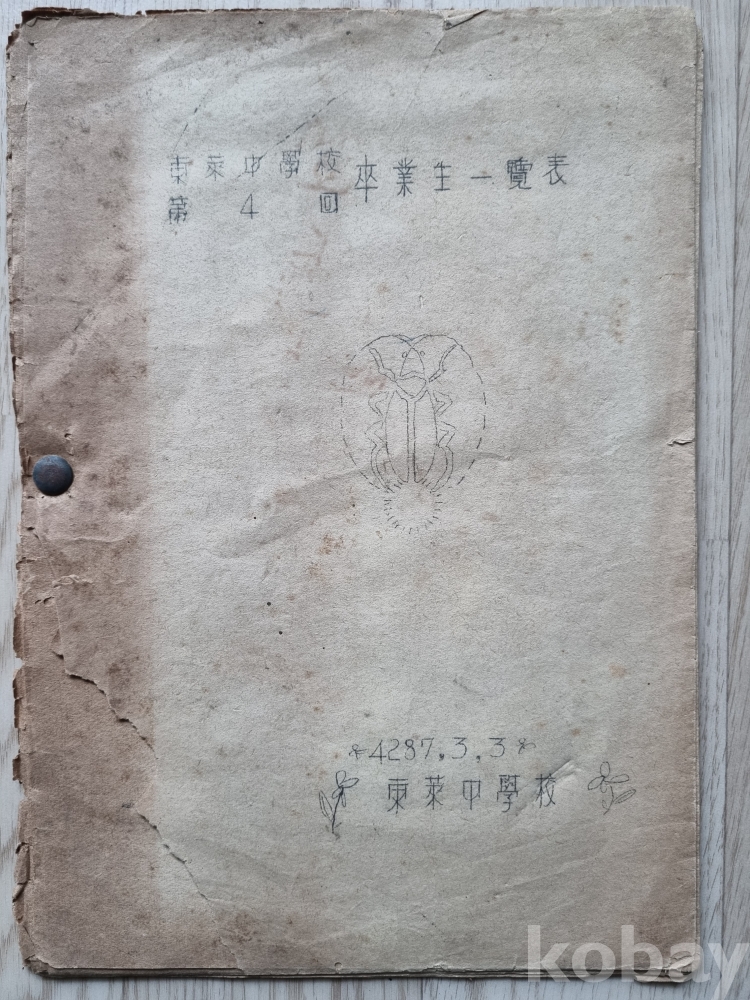 東萊中學校
第4回 卒業生一覽表
4287.3.3
東萊中學校
kobay